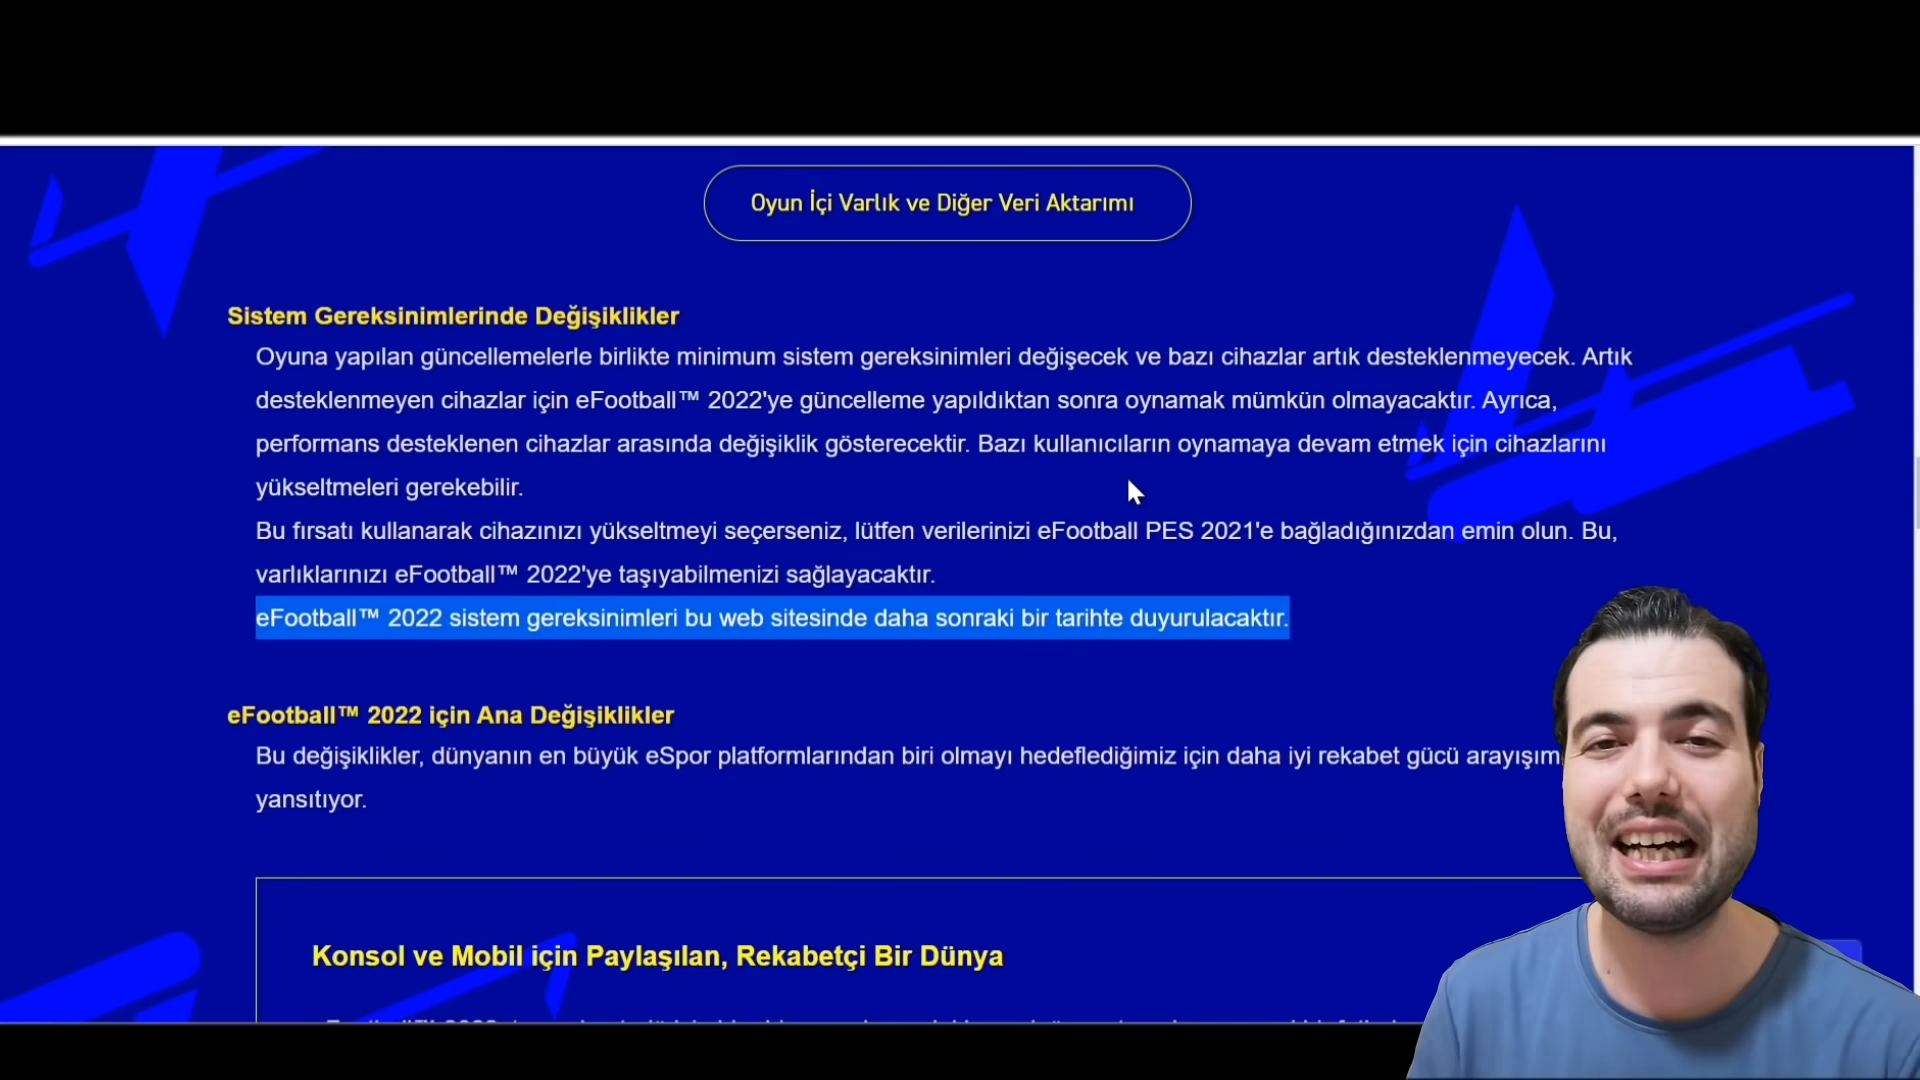 Oyun İçi Varlık ve Diğer Veri Aktarımı
Sistem Gereksinimlerinde Değişiklikler
Oyuna yapılan güncellemelerle birlikte minimum sistem gereksinimleri değişecek ve bazı cihazlar artık desteklenmeyecek. Artık
desteklenmeyen cihazlar için eFootball™ 2022'ye güncelleme yapıldıktan sonra oynamak mümkün olmayacaktır. Ayrıca,
performans desteklenen cihazlar arasında değişiklik gösterecektir. Bazı kullanıcıların oynamaya devam etmek için cihazlarını
yükseltmeleri gerekebilir.
Bu fırsatı kullanarak cihazınızı yükseltmeyi seçerseniz, lütfen verilerinizi eFootball PES 2021'e bağladığınızdan emin olun. Bu,
varlıklarınızı eFootball™ 2022'ye taşıyabilmenizi sağlayacaktır.
eFootball™ 2022 sistem gereksinimleri bu web sitesinde daha sonraki bir tarihte duyurulacaktır.
eFootball™ 2022 için Ana Değişiklikler
Bu değişiklikler, dünyanın en büyük eSpor platformlarından biri olmayı hedeflediğimiz için daha iyi rekabet gücü
yansıtıyor.
Konsol ve Mobil için Paylaşılan, Rekabetçi Bir Dünya